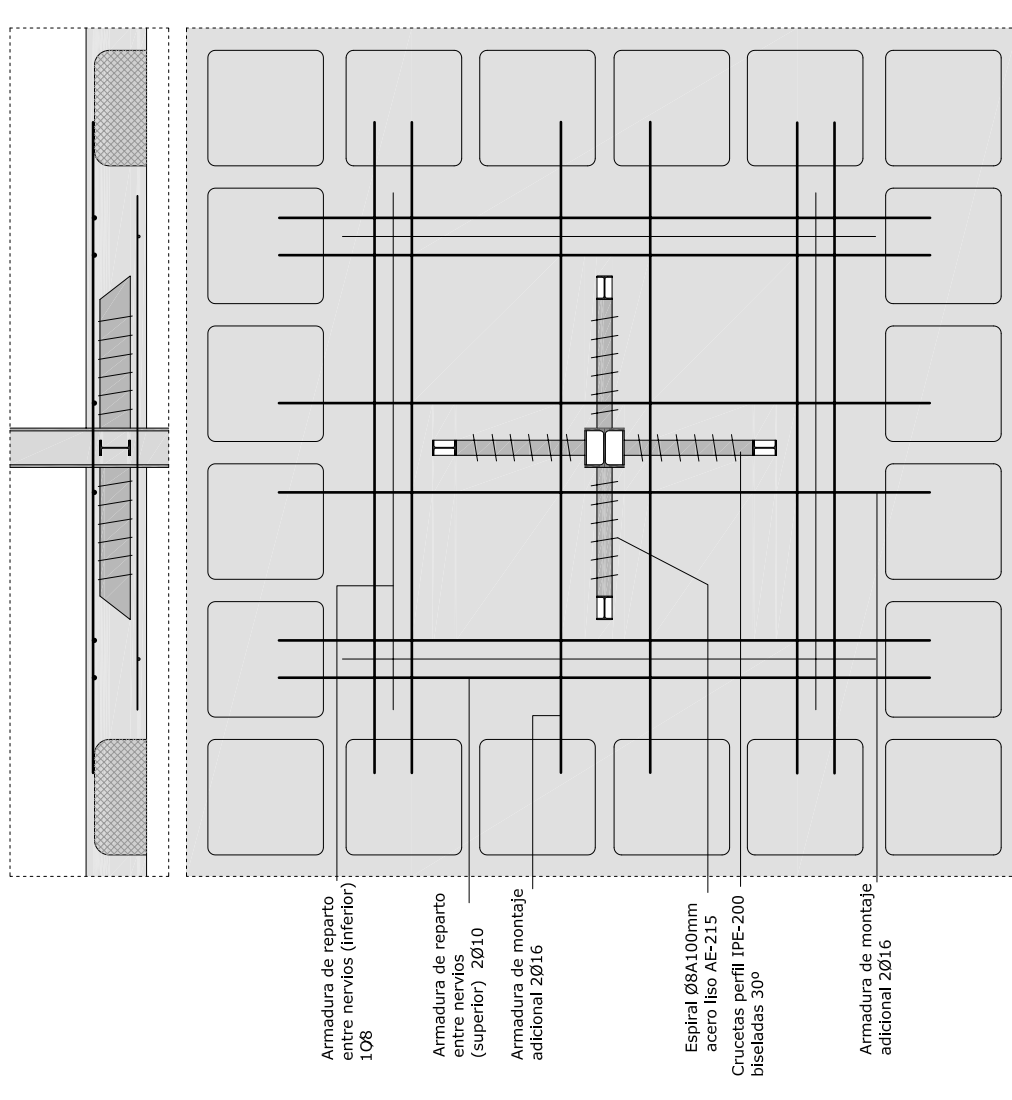 Armadura de reparto
entre nervios (inferior)
1Ø8
Armadura de reparto
entre nervios
(superior) 2Ø10
Armadura de montaje
adicional 2Ø16
Espiral Ø8A100mm
acero liso AE-215
Crucetas perfil IPE-200
biseladas 30º
Armadura de montaje
adicional 2Ø16